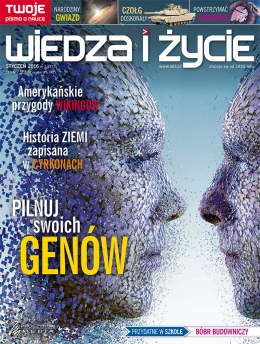 TWOJE
PISMO O NAUCE
NARODZINY
GWIAZD
CZOŁG
DOSKONAŁY
POWSTRZYMAĆ
WIEDZA I ŻYCIE
STYCZEŃ 2016
Amerykańskie
przygody WIKINGÓW
Historia ZIEMI
zapisana
w CYRKONACH
PILNUJ
swoich
GENÓW
PRZYDATNE W SZKOLE
BÓBR BUDOWNICZY